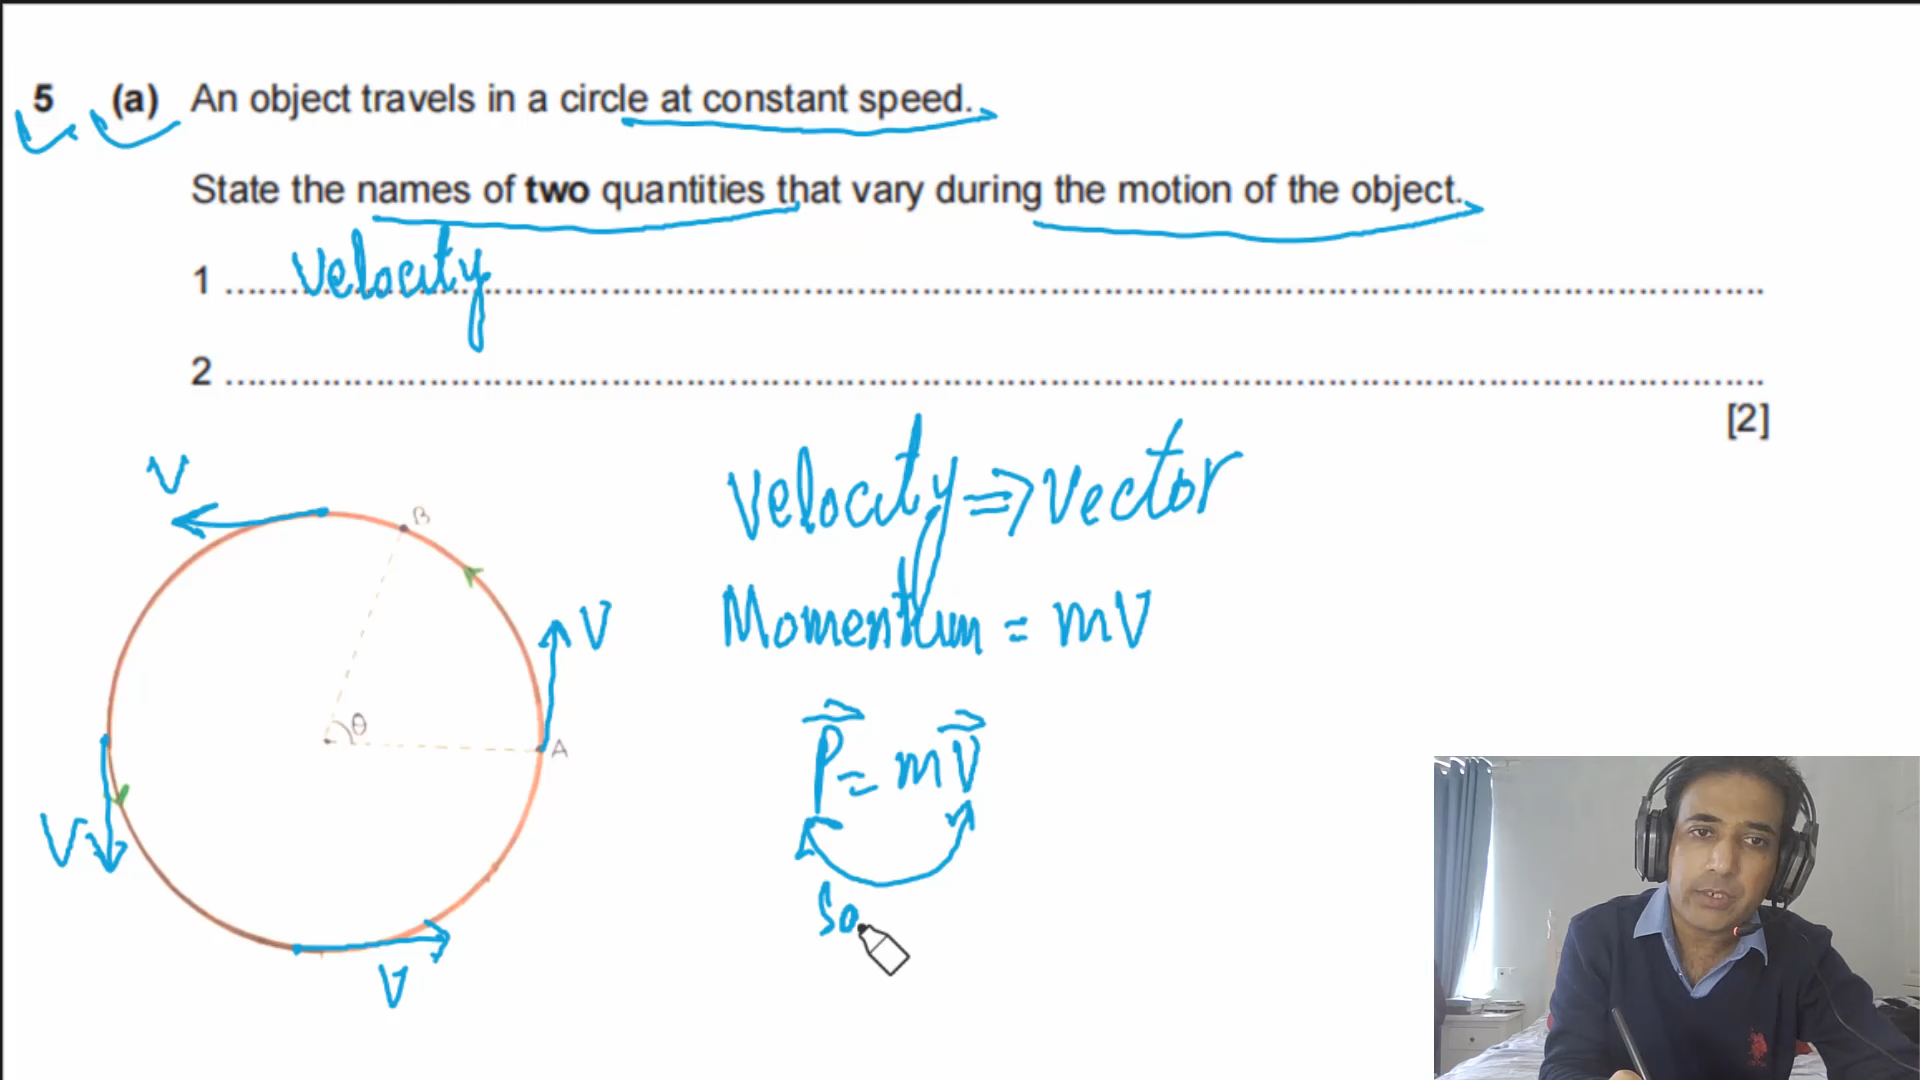 5 (a) An object travels in a circle at constant speed.
State the names of two quantities that vary during the motion of the object.
1 ........ Velocity ........
2 ................
[2]
Velocity ⇒ Vector
Momentum = mV
P⃗ = mV⃗
So
V
B
V
θ
A
V
V